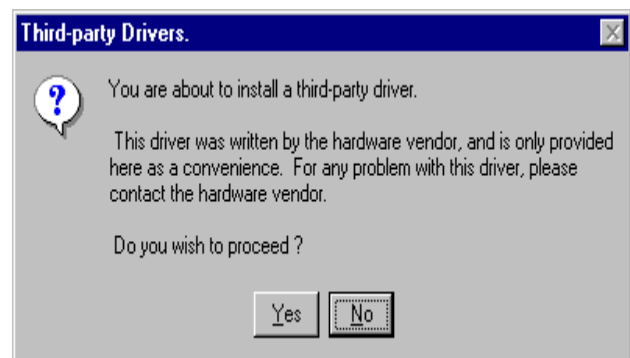 Third-party Drivers.
You are about to install a third-party driver.
This driver was written by the hardware vendor, and is only provided
here as a convenience. For any problem with this driver, please
contact the hardware vendor.
Do you wish to proceed ?
Yes
No